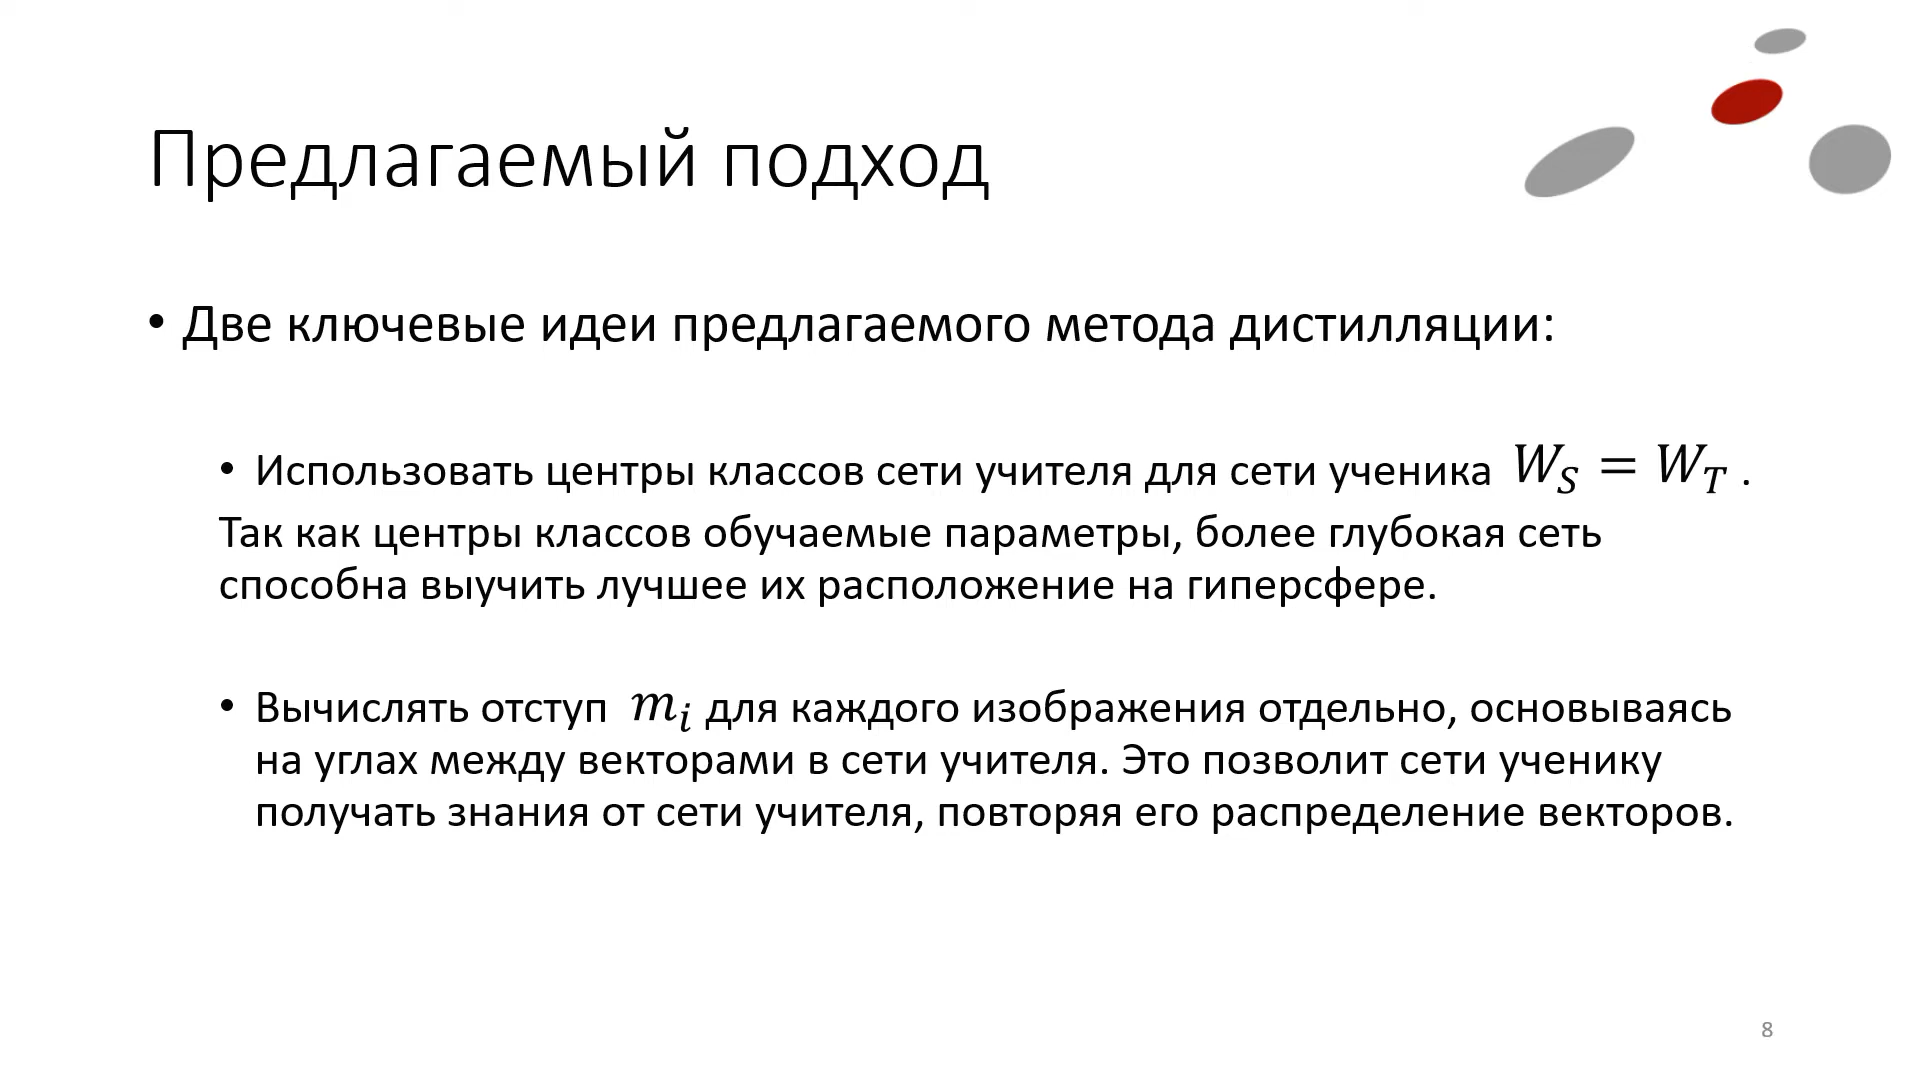 Предлагаемый подход
• Две ключевые идеи предлагаемого метода дистилляции:
• Использовать центры классов сети учителя для сети ученика W_S = W_T .
Так как центры классов обучаемые параметры, более глубокая сеть
способна выучить лучшее их расположение на гиперсфере.
• Вычислять отступ m_i для каждого изображения отдельно, основываясь
на углах между векторами в сети учителя. Это позволит сети ученику
получать знания от сети учителя, повторяя его распределение векторов.
8